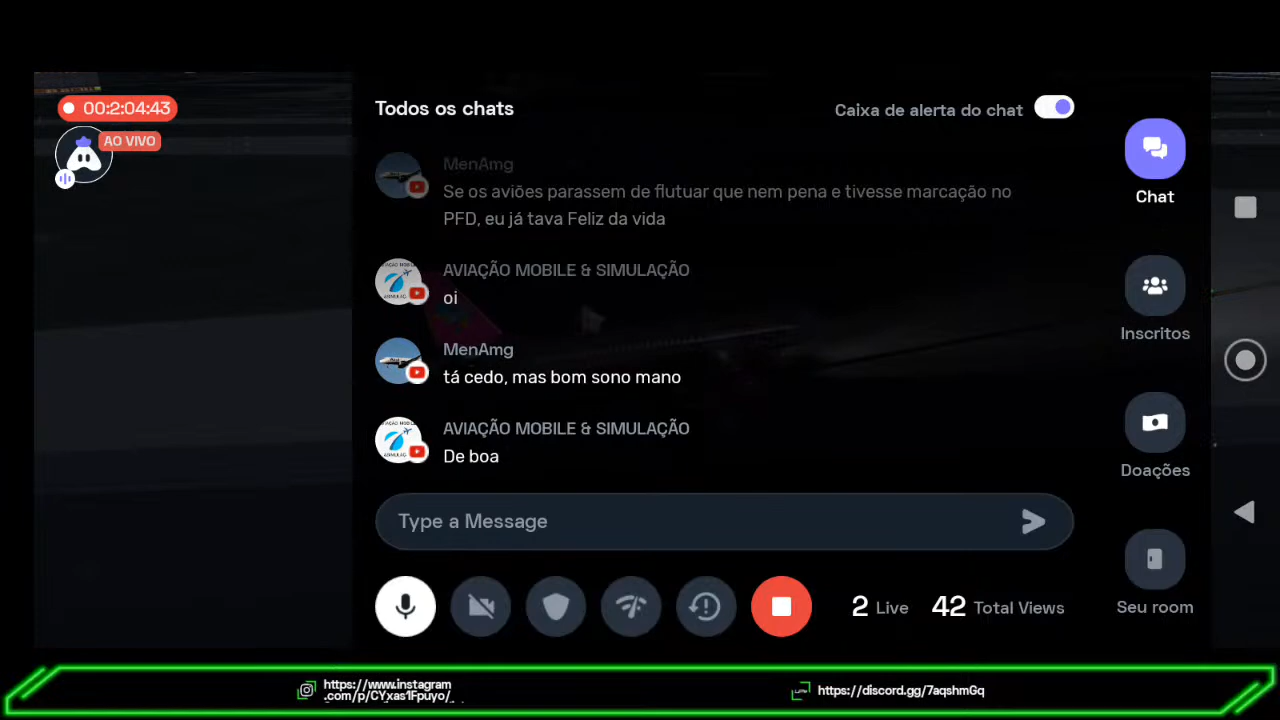 00:2:04:43
AO VIVO
Todos os chats
Caixa de alerta do chat
MenAmg
Se os aviões parassem de flutuar que nem pena e tivesse marcação no
PFD, eu já tava Feliz da vida
AVIAÇÃO MOBILE & SIMULAÇÃO
oi
MenAmg
tá cedo, mas bom sono mano
AVIAÇÃO MOBILE & SIMULAÇÃO
De boa
Type a Message
2 Live 42 Total Views
Chat
Inscritos
Doações
Seu room
https://www.instagram
.com/p/CYxas1Fpuyo/
https://discord.gg/7aqshmGq